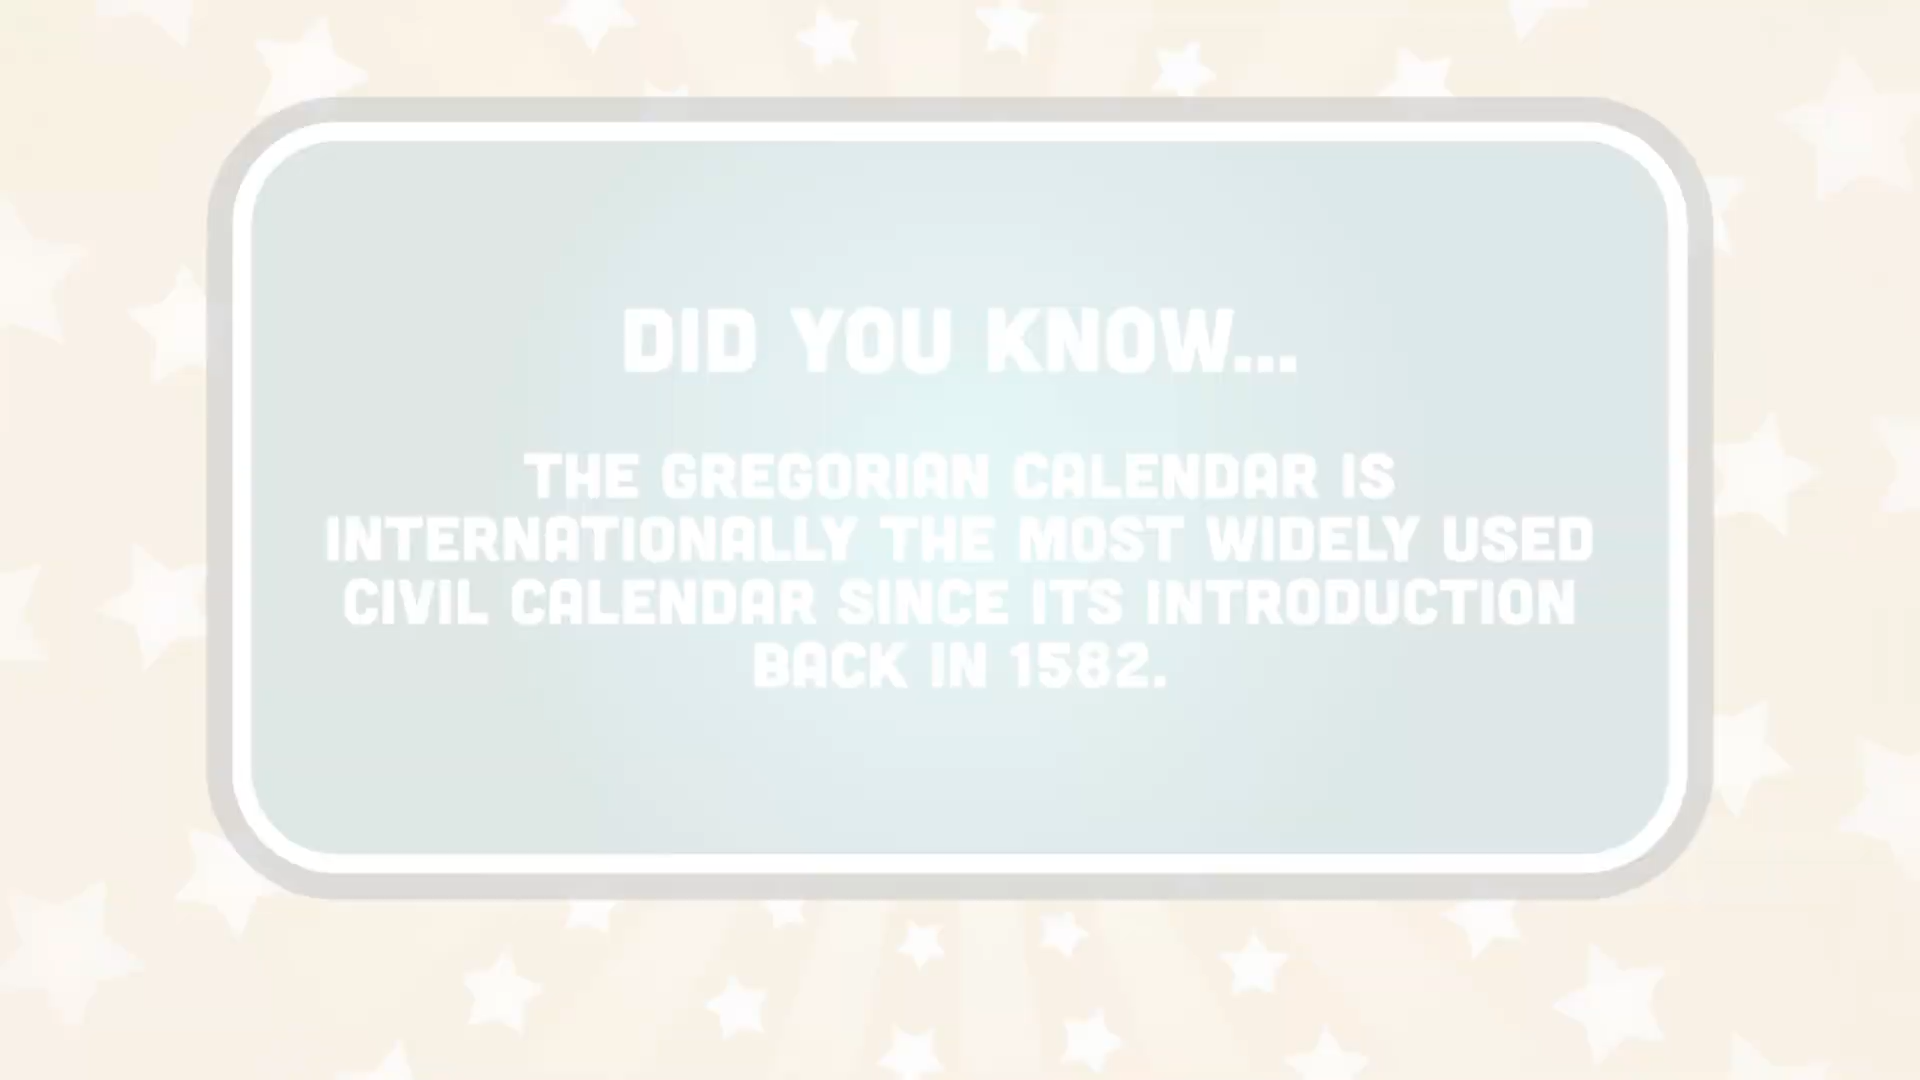 DID YOU KNOW...
THE GREGORIAN CALENDAR IS
INTERNATIONALLY THE MOST WIDELY USED
CIVIL CALENDAR SINCE ITS INTRODUCTION
BACK IN 1582.